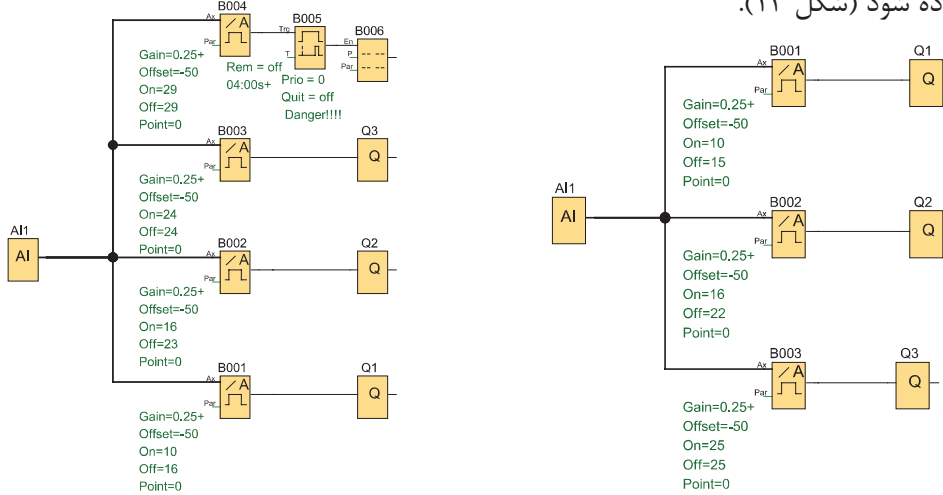 ده شود (شکل ۱۳).
B004
Ax
Par
Gain=0.25+
Offset=-50
On=29
Off=29
Point=0
B005
Trg
T
Rem = off
04:00s+
B006
En
P
Par
Prio = 0
Quit = off
Danger!!!!
B003
Ax
Par
Gain=0.25+
Offset=-50
On=24
Off=24
Point=0
Q3
Q
AI1
AI
B002
Ax
Par
Gain=0.25+
Offset=-50
On=16
Off=23
Point=0
Q2
Q
B001
Ax
Par
Gain=0.25+
Offset=-50
On=10
Off=16
Point=0
Q1
Q
B001
Ax
Par
Gain=0.25+
Offset=-50
On=10
Off=15
Point=0
Q1
Q
AI1
AI
B002
Ax
Par
Gain=0.25+
Offset=-50
On=16
Off=22
Point=0
Q2
Q
B003
Ax
Par
Gain=0.25+
Offset=-50
On=25
Off=25
Point=0
Q3
Q